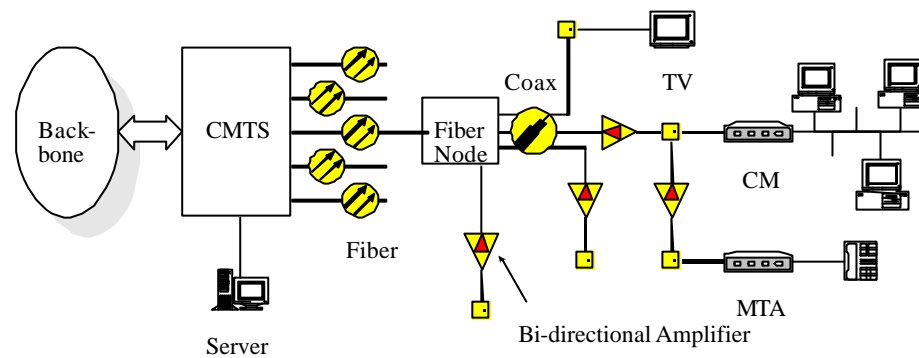 Back-
bone
CMTS
Server
Fiber
Fiber
Node
Coax
TV
CM
MTA
Bi-directional Amplifier